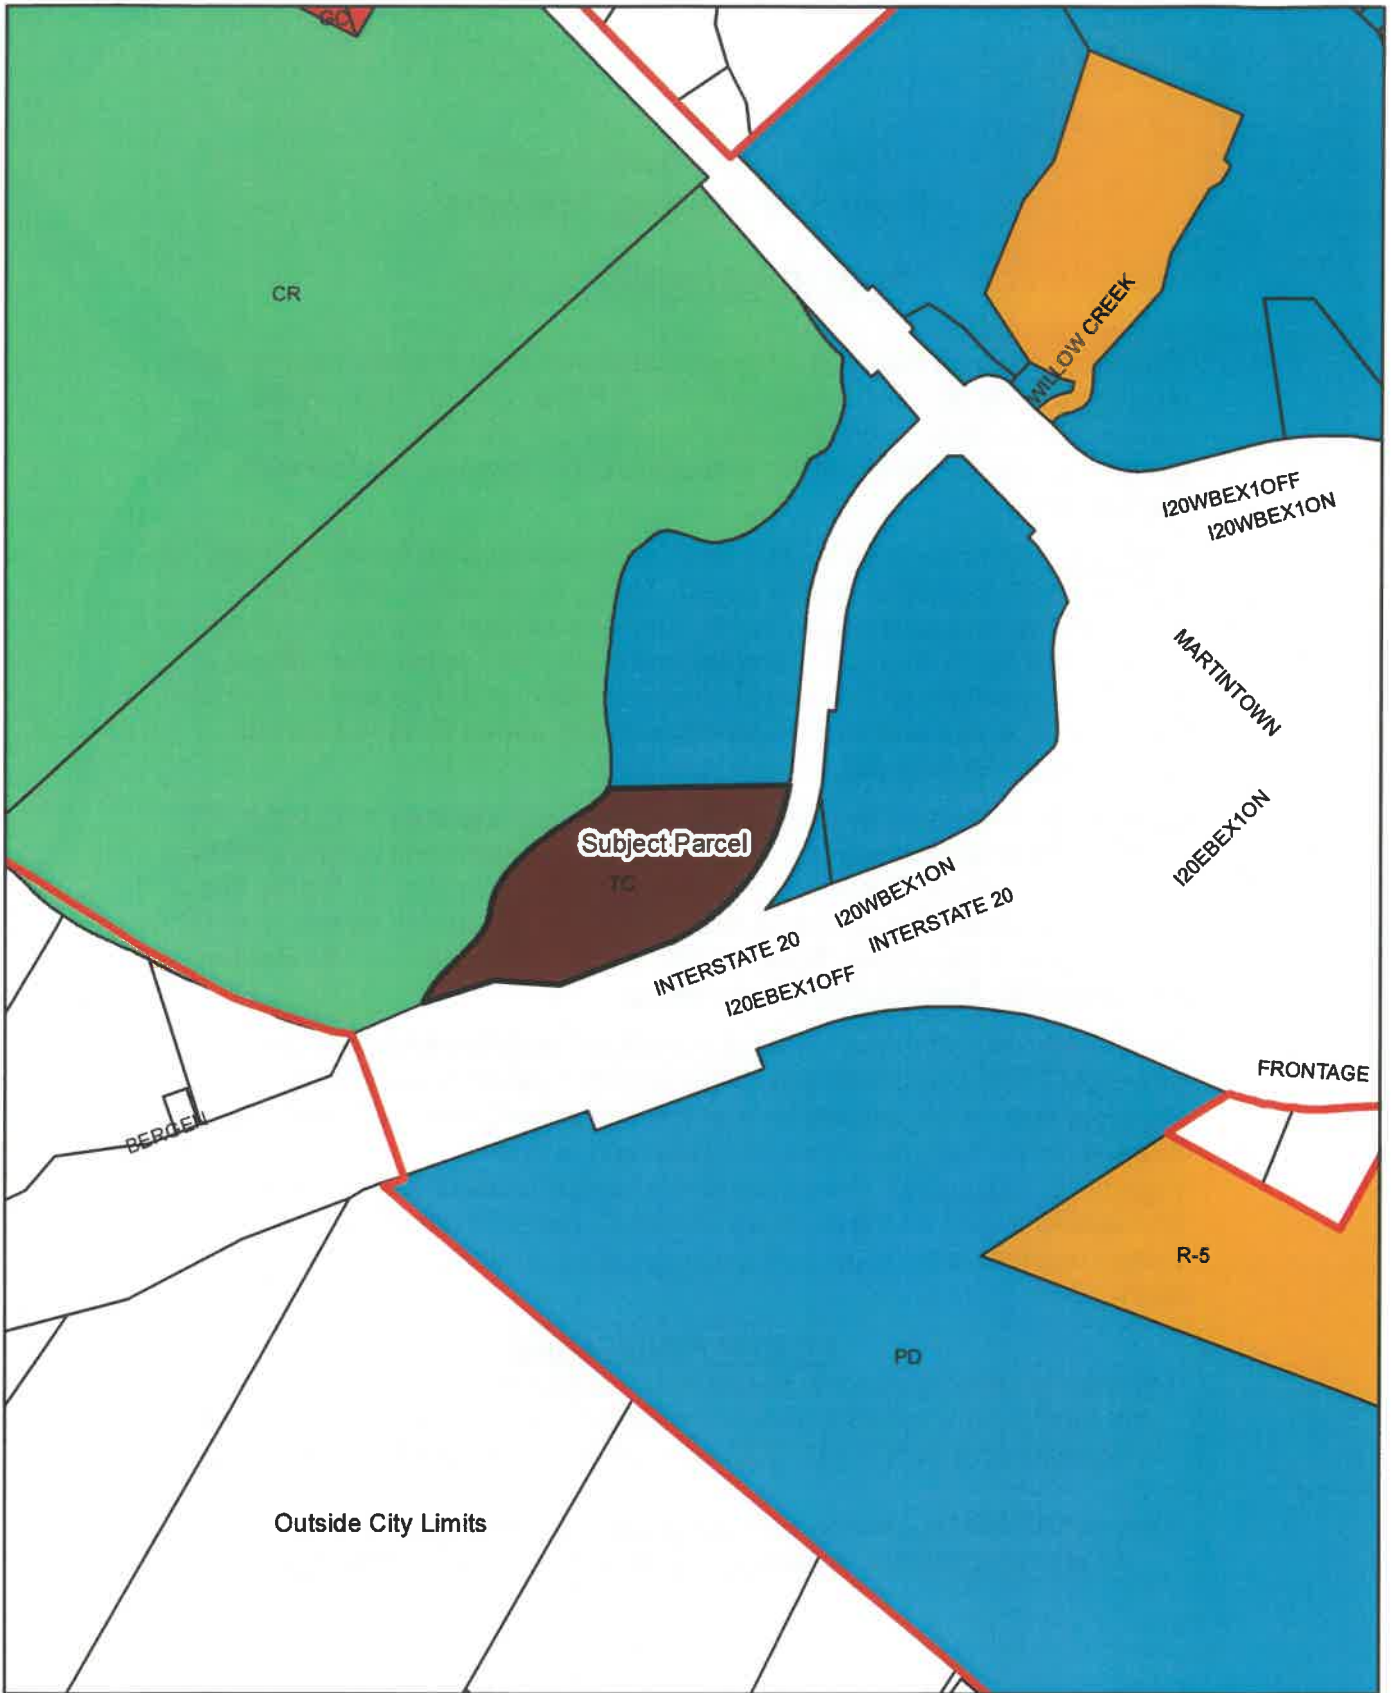 GC
CR
WILLOW CREEK
I20WBEX1OFF
I20WBEX1ON
MARTINTOWN
I20EBEX1ON
Subject Parcel
TC
I20WBEX1ON
INTERSTATE 20
INTERSTATE 20
I20EBEX1OFF
FRONTAGE
BERGEN
R-5
PD
Outside City Limits